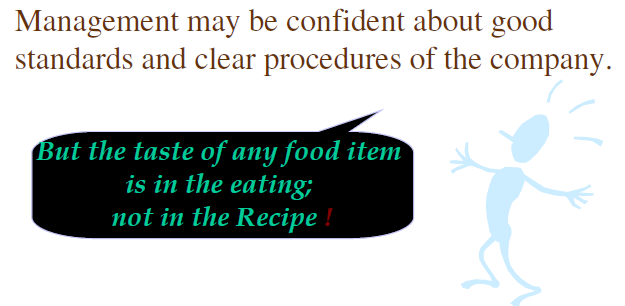 Management may be confident about good
standards and clear procedures of the company.
But the taste of any food item
is in the eating;
not in the Recipe !